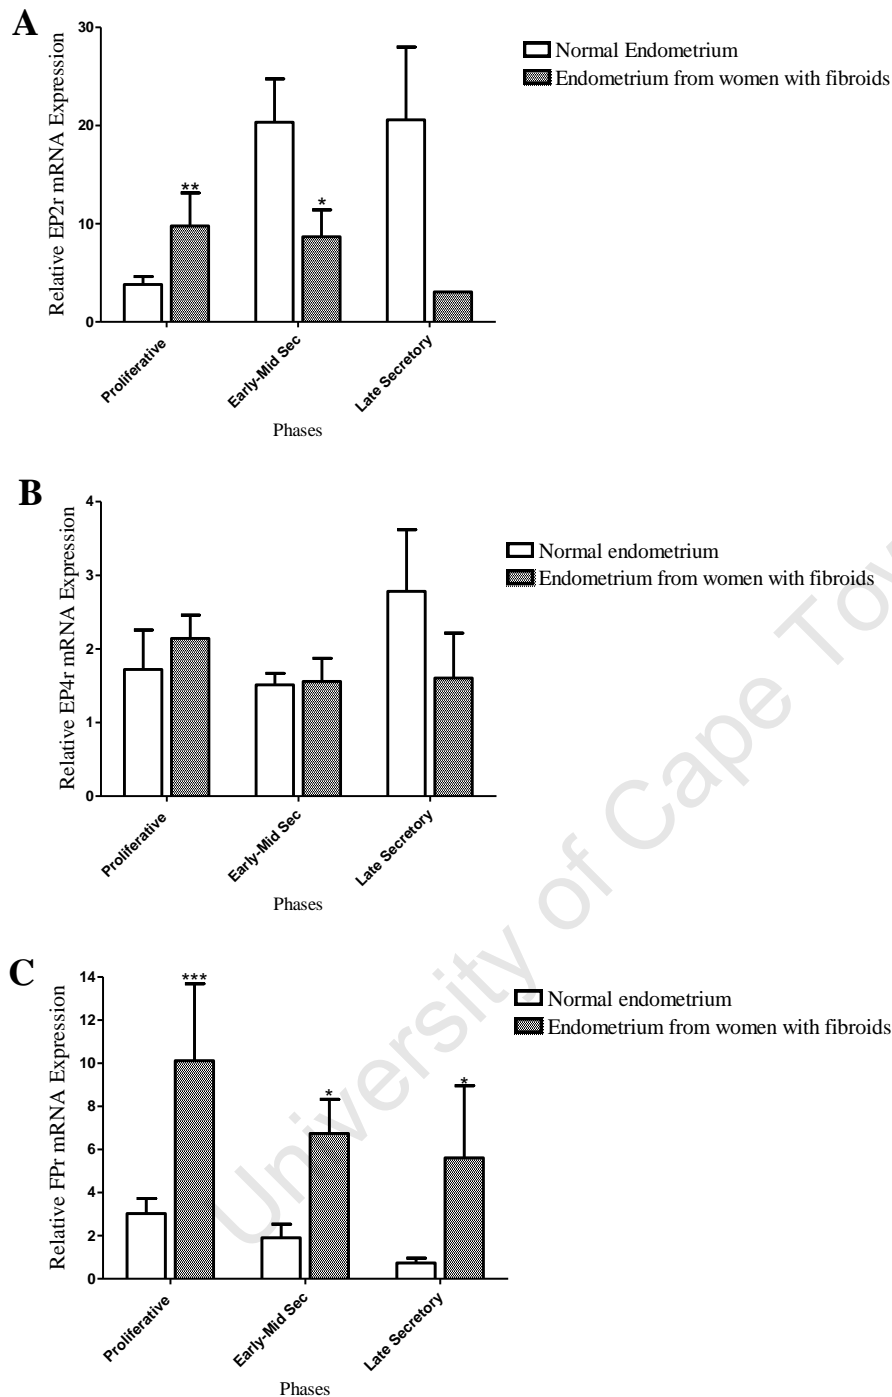 A
Relative EP2r mRNA Expression
30
20
10
0
**
*
Proliferative
Early-Mid Sec
Late Secretory
Phases
Normal Endometrium
Endometrium from women with fibroids
B
Relative EP4r mRNA Expression
4
3
2
1
0
Proliferative
Early-Mid Sec
Late Secretory
Phases
Normal endometrium
Endometrium from women with fibroids
C
Relative FPr mRNA Expression
14
12
10
8
6
4
2
0
***
*
*
Proliferative
Early-Mid Sec
Late Secretory
Phases
Normal endometrium
Endometrium from women with fibroids
University of Cape Tow